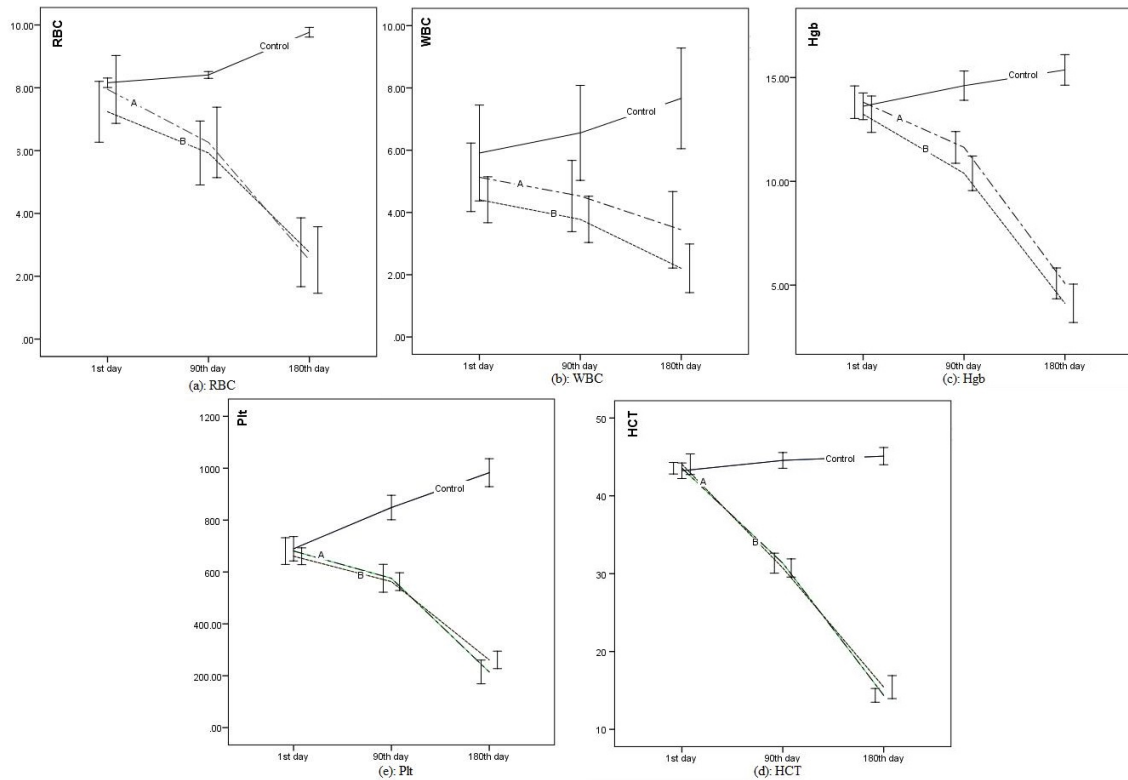 RBC
10.00
8.00
6.00
4.00
2.00
.00
Control
A
B
1st day
90th day
180th day
(a): RBC
WBC
10.00
8.00
6.00
4.00
2.00
.00
Control
A
B
1st day
90th day
180th day
(b): WBC
Hgb
15.00
10.00
5.00
Control
A
B
1st day
90th day
180th day
(c): Hgb
Plt
1200
1000
800
600
400.00
200.00
.00
Control
A
B
1st day
90th day
180th day
(e): Plt
HCT
50
40
30
20
10
Control
A
B
1st day
90th day
180th day
(d): HCT